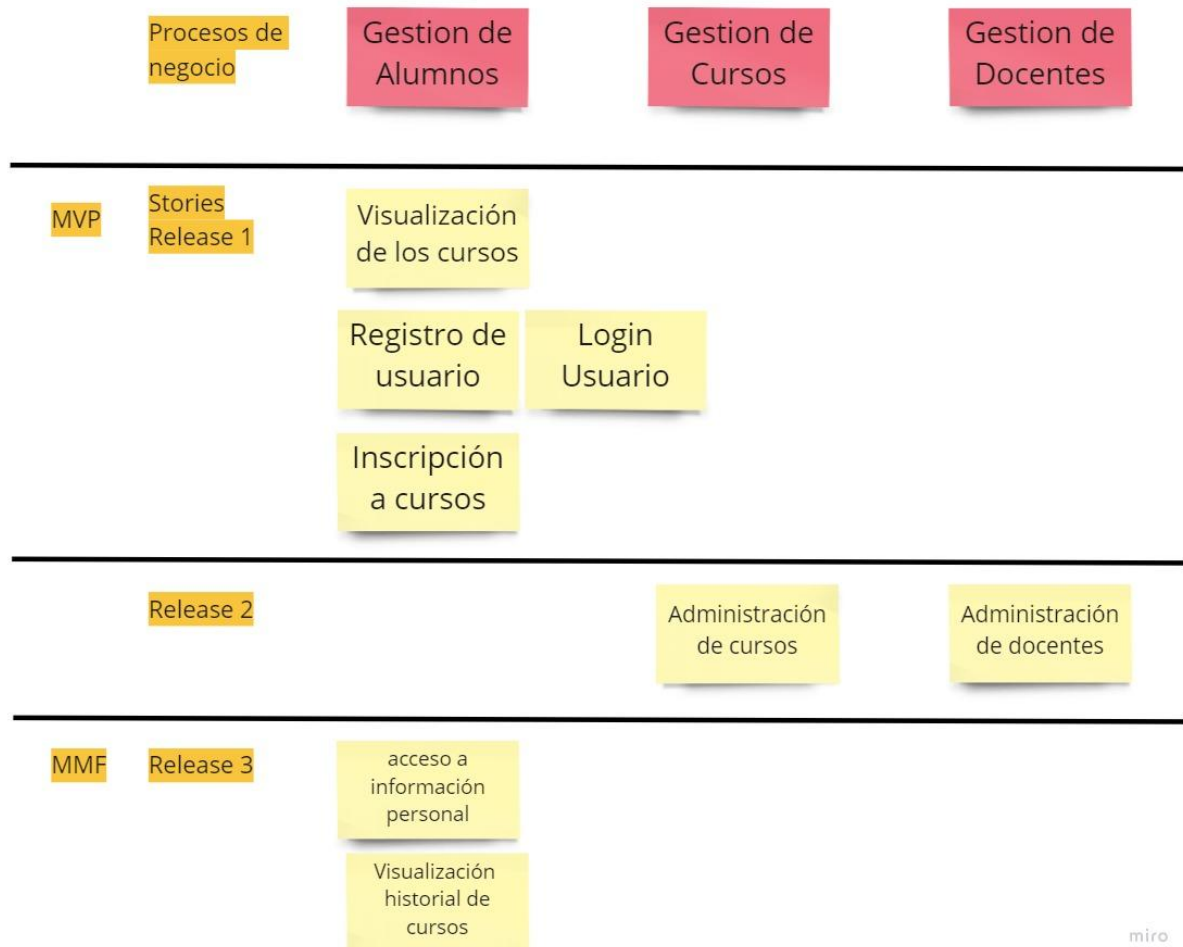 Procesos de
negocio
Gestion de
Alumnos
Gestion de
Cursos
Gestion de
Docentes
MVP
Stories
Release 1
Visualización
de los cursos
Registro de
usuario
Login
Usuario
Inscripción
a cursos
Release 2
Administración
de cursos
Administración
de docentes
MMF
Release 3
acceso a
información
personal
Visualización
historial de
cursos
miro